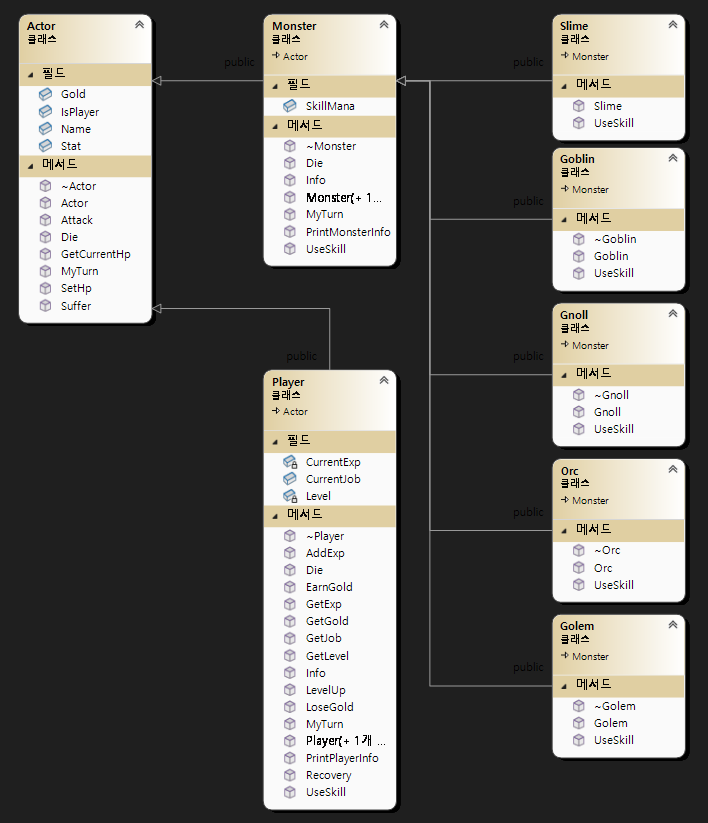 Actor
클래스
필드
Gold
IsPlayer
Name
Stat
메서드
~Actor
Actor
Attack
Die
GetCurrentHp
MyTurn
SetHp
Suffer
public
Monster
클래스
Actor
필드
SkillMana
메서드
~Monster
Die
Info
Monster(+ 1...
MyTurn
PrintMonsterInfo
UseSkill
public
Player
클래스
Actor
필드
CurrentExp
CurrentJob
Level
메서드
~Player
AddExp
Die
EarnGold
GetExp
GetGold
GetJob
GetLevel
Info
LevelUp
LoseGold
MyTurn
Player(+ 1개 ...
PrintPlayerInfo
Recovery
UseSkill
public
Slime
클래스
Monster
메서드
Slime
UseSkill
public
Goblin
클래스
Monster
메서드
~Goblin
Goblin
UseSkill
public
Gnoll
클래스
Monster
메서드
~Gnoll
Gnoll
UseSkill
public
Orc
클래스
Monster
메서드
~Orc
Orc
UseSkill
public
Golem
클래스
Monster
메서드
~Golem
Golem
UseSkill